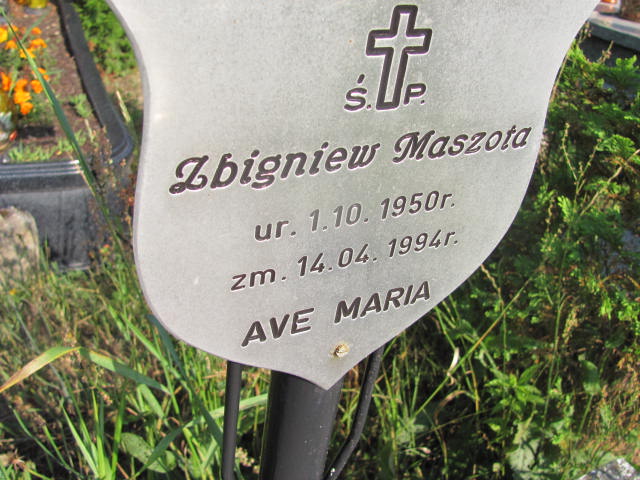 Ś. P.
Zbigniew Maszota
ur. 1.10. 1950r.
zm. 14.04. 1994r.
AVE MARIA